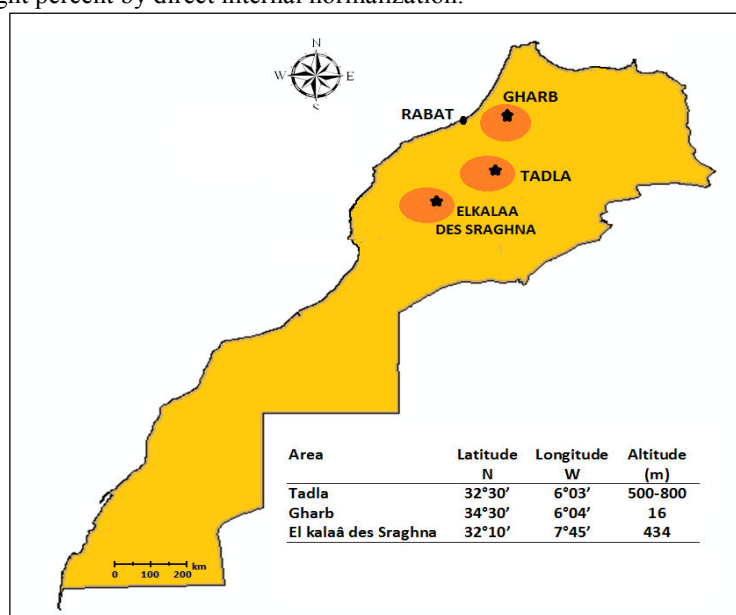 ght percent by direct internal normalization.
N
W E
S
GHARB
RABAT
TADLA
ELKALAA
DES SRAGHNA
Area Latitude Longitude Altitude
N W (m)
Tadla 32°30’ 6°03’ 500-800
Gharb 34°30’ 6°04’ 16
El kalaâ des Sraghna 32°10’ 7°45’ 434
km
0 100 200